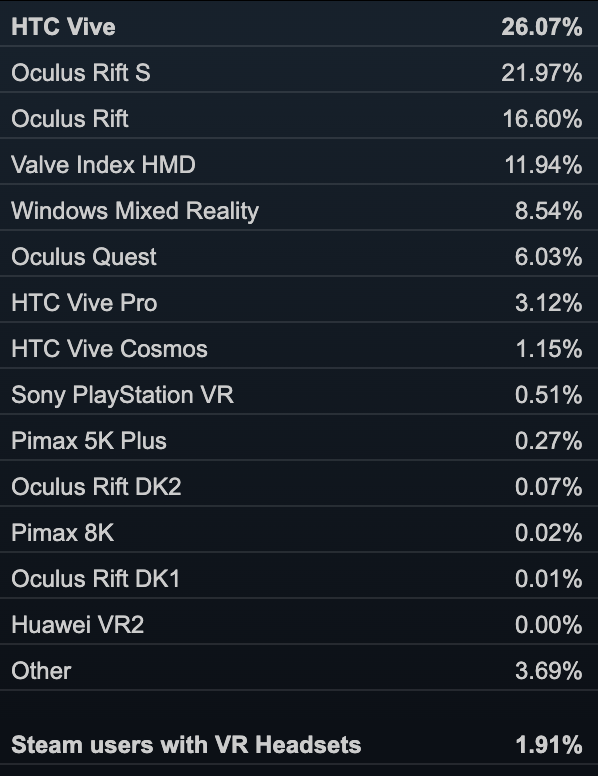 HTC Vive 26.07%
Oculus Rift S 21.97%
Oculus Rift 16.60%
Valve Index HMD 11.94%
Windows Mixed Reality 8.54%
Oculus Quest 6.03%
HTC Vive Pro 3.12%
HTC Vive Cosmos 1.15%
Sony PlayStation VR 0.51%
Pimax 5K Plus 0.27%
Oculus Rift DK2 0.07%
Pimax 8K 0.02%
Oculus Rift DK1 0.01%
Huawei VR2 0.00%
Other 3.69%
Steam users with VR Headsets 1.91%